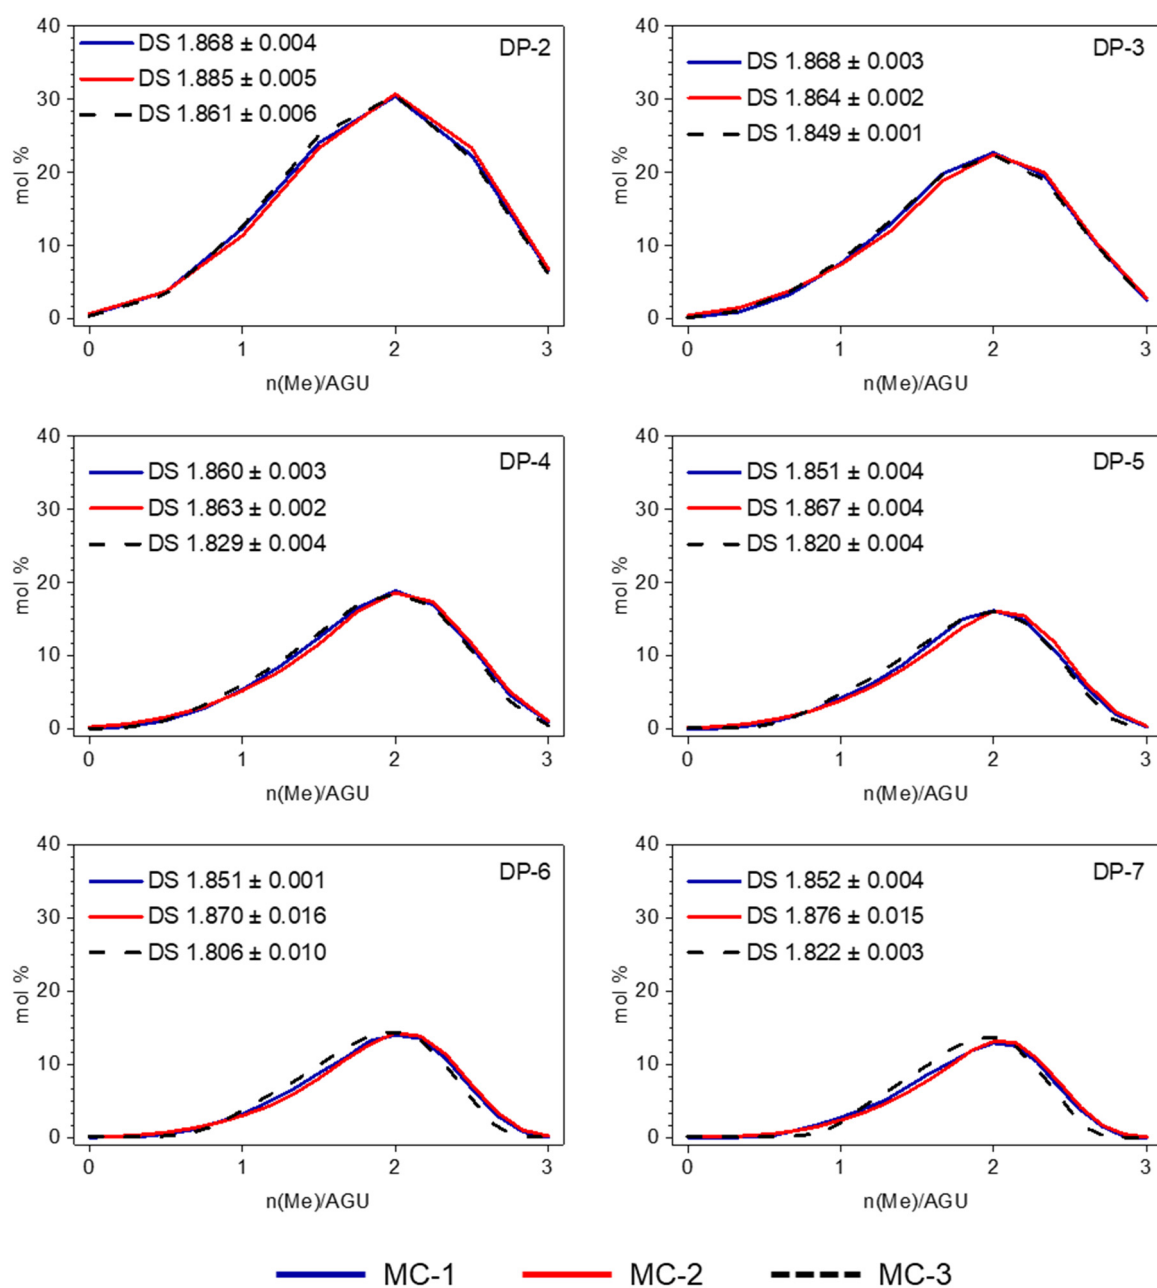 40
30
20
10
0
mol %
DS 1.868 ± 0.004
DS 1.885 ± 0.005
DS 1.861 ± 0.006
DP-2
0 1 2 3
n(Me)/AGU
40
30
20
10
0
mol %
DS 1.868 ± 0.003
DS 1.864 ± 0.002
DS 1.849 ± 0.001
DP-3
0 1 2 3
n(Me)/AGU
40
30
20
10
0
mol %
DS 1.860 ± 0.003
DS 1.863 ± 0.002
DS 1.829 ± 0.004
DP-4
0 1 2 3
n(Me)/AGU
40
30
20
10
0
mol %
DS 1.851 ± 0.004
DS 1.867 ± 0.004
DS 1.820 ± 0.004
DP-5
0 1 2 3
n(Me)/AGU
40
30
20
10
0
mol %
DS 1.851 ± 0.001
DS 1.870 ± 0.016
DS 1.806 ± 0.010
DP-6
0 1 2 3
n(Me)/AGU
40
30
20
10
0
mol %
DS 1.852 ± 0.004
DS 1.876 ± 0.015
DS 1.822 ± 0.003
DP-7
0 1 2 3
n(Me)/AGU
MC-1 MC-2 MC-3